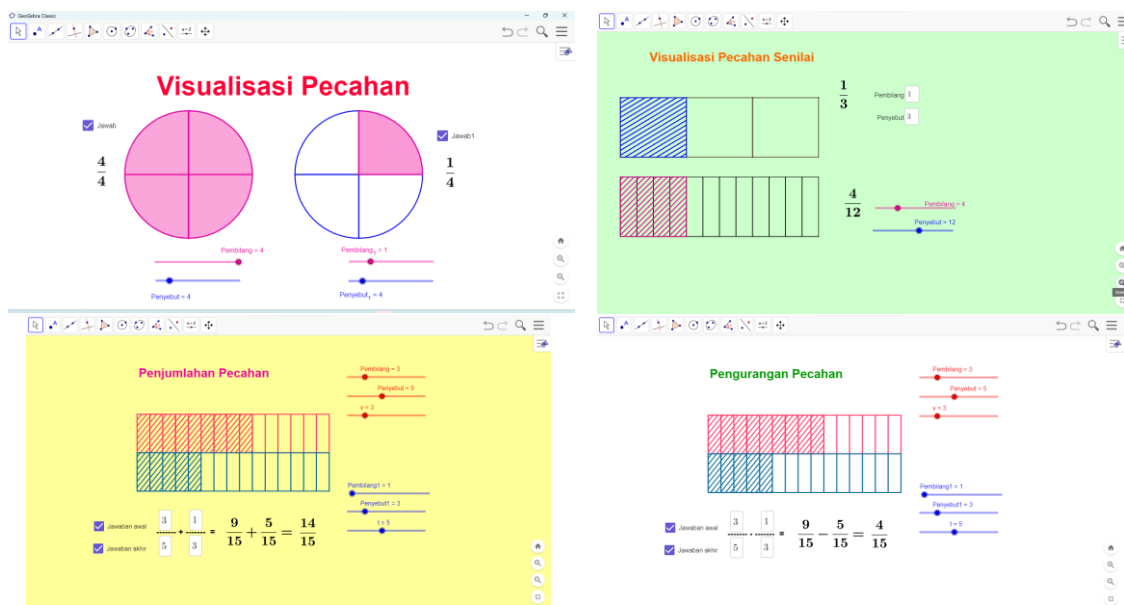 GeoGebra Classic
Visualisasi Pecahan
Jawab
4/4
Jawab1
1/4
Pembilang = 4
Penyebut = 4
Pembilang₁ = 1
Penyebut₁ = 4
Visualisasi Pecahan Senilai
1/3
Pembilang 1
Penyebut 3
4/12
Pembilang = 4
Penyebut = 12
Penjumlahan Pecahan
Pembilang = 3
Penyebut = 5
v = 3
Pembilang1 = 1
Penyebut1 = 3
t = 5
Jawaban awal
Jawaban akhir
3/5 + 1/3 = 9/15 + 5/15 = 14/15
Pengurangan Pecahan
Pembilang = 3
Penyebut = 5
v = 3
Pembilang1 = 1
Penyebut1 = 3
t = 5
Jawaban awal
Jawaban akhir
3/5 - 1/3 = 9/15 − 5/15 = 4/15